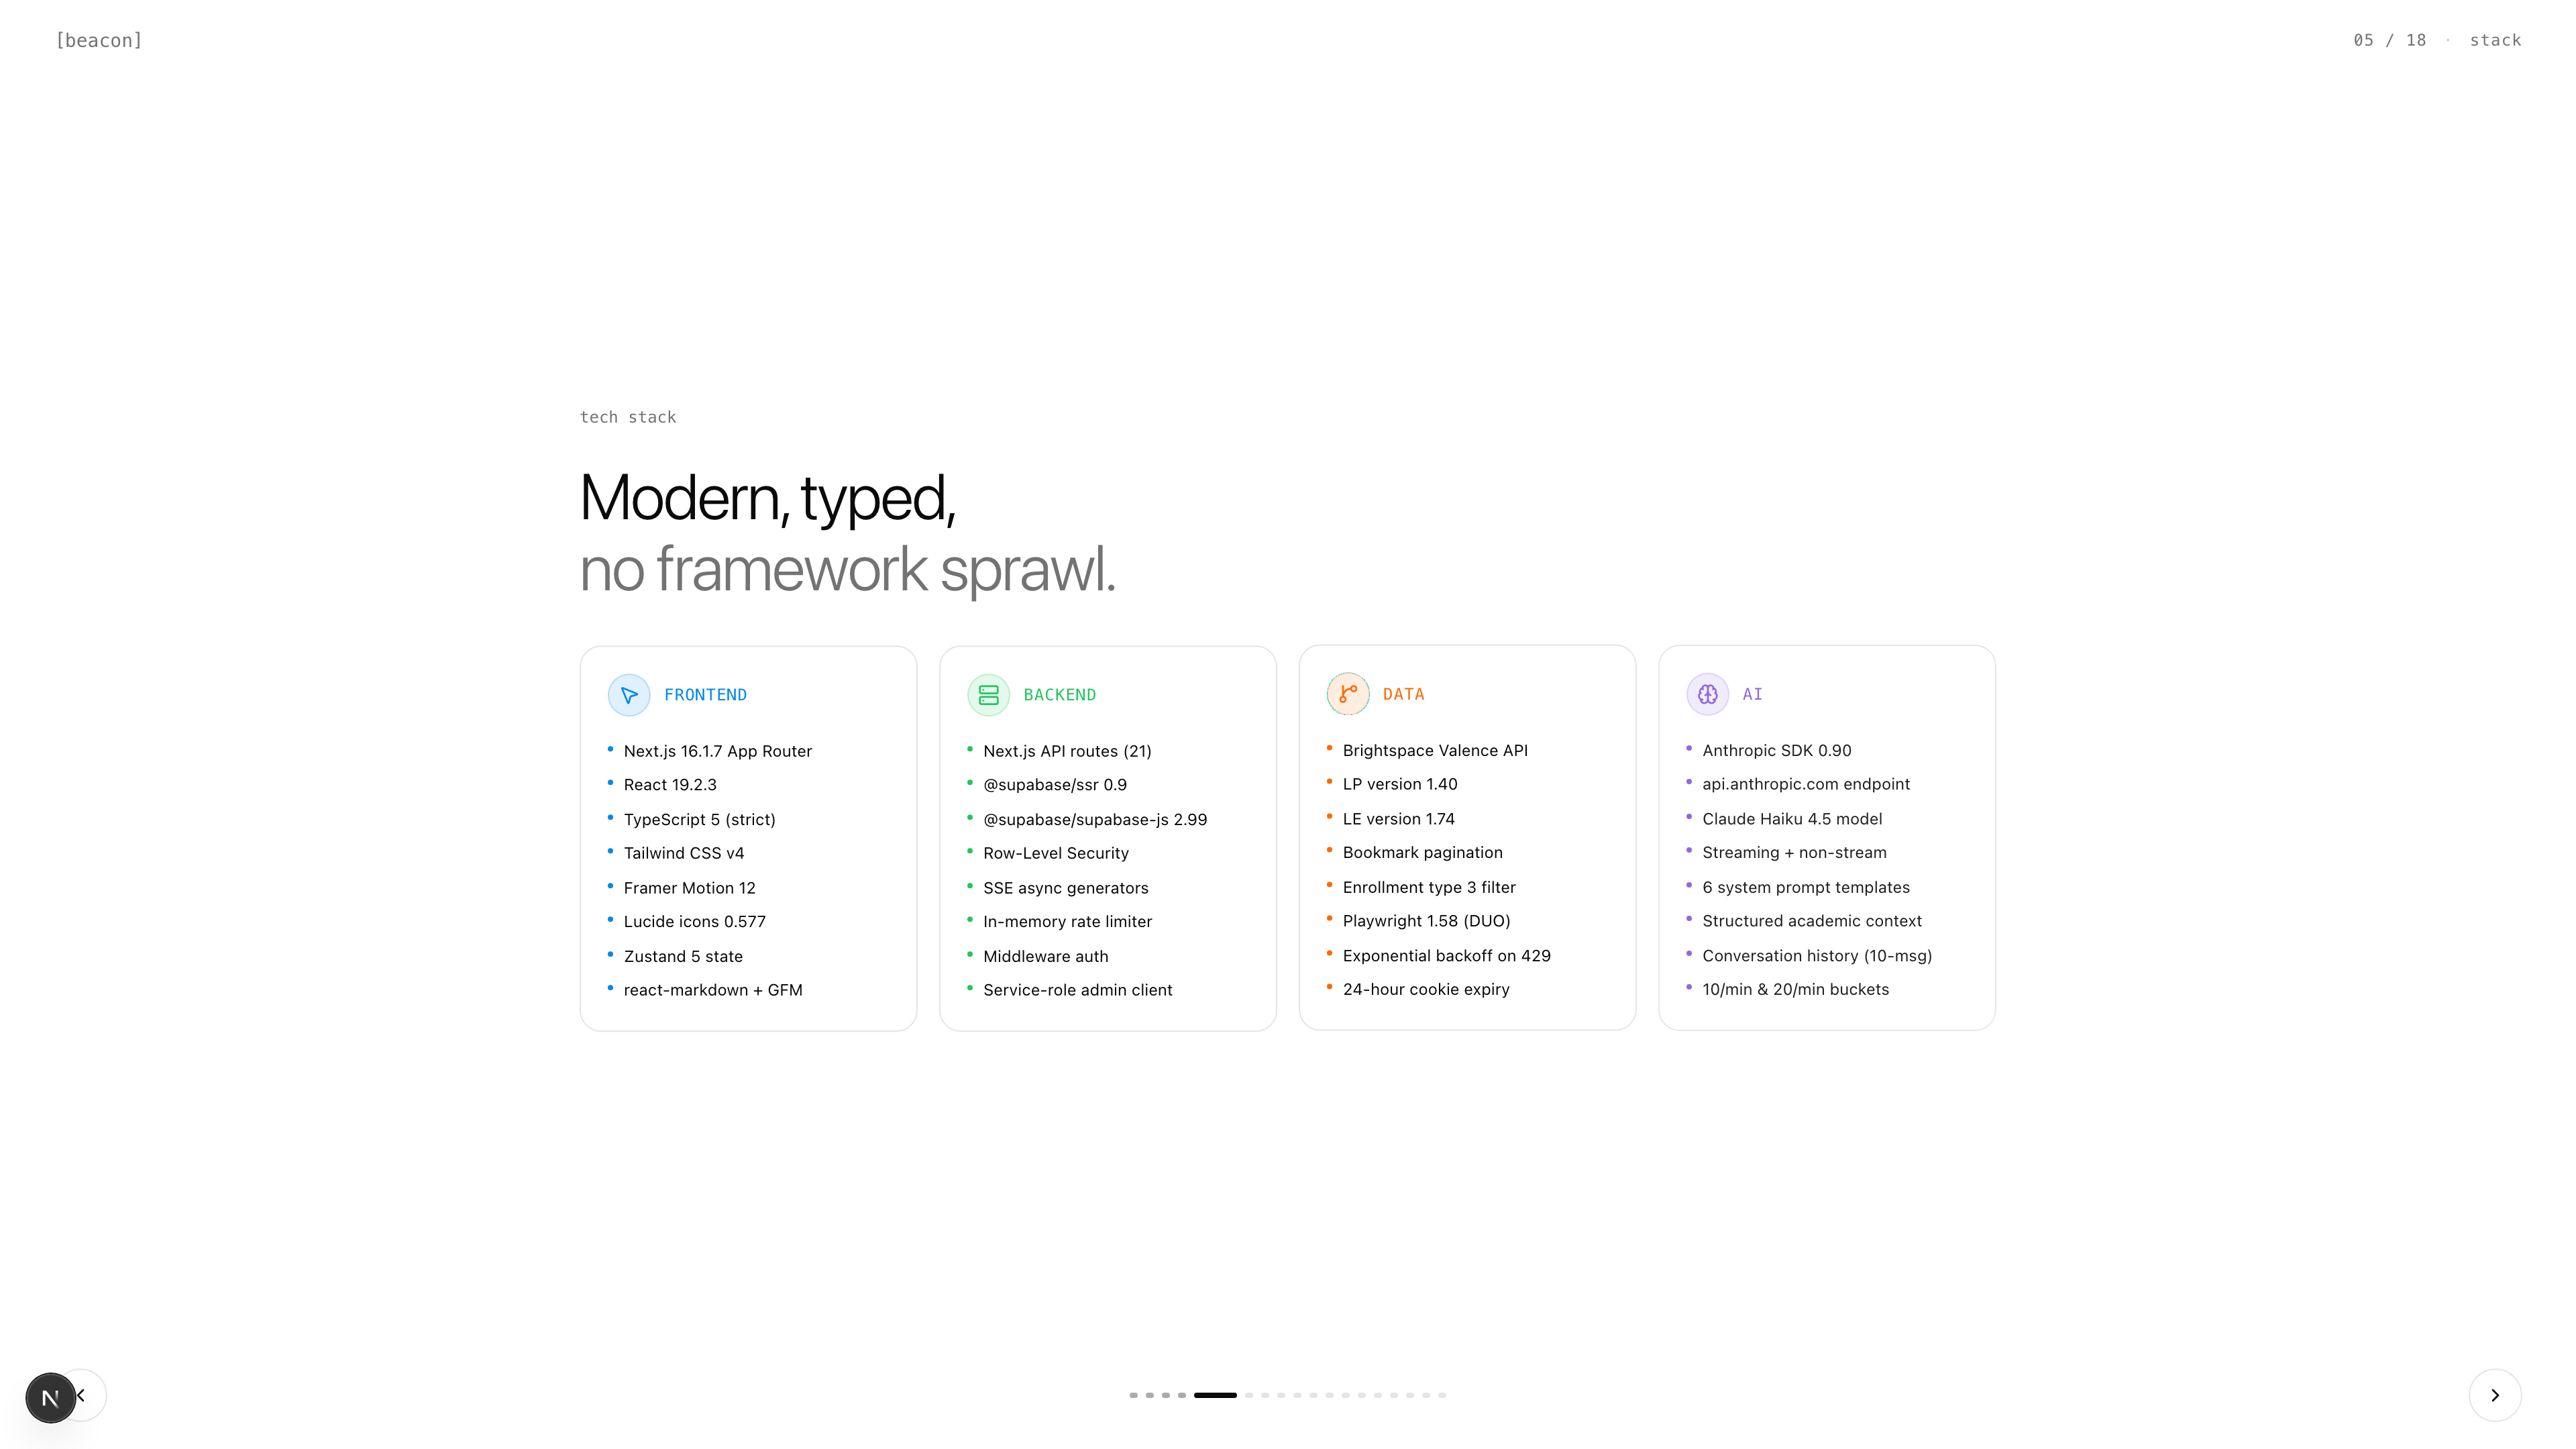 [beacon]
05 / 18 · stack
tech stack
Modern, typed,
no framework sprawl.
FRONTEND
• Next.js 16.1.7 App Router
• React 19.2.3
• TypeScript 5 (strict)
• Tailwind CSS v4
• Framer Motion 12
• Lucide icons 0.577
• Zustand 5 state
• react-markdown + GFM
BACKEND
• Next.js API routes (21)
• @supabase/ssr 0.9
• @supabase/supabase-js 2.99
• Row-Level Security
• SSE async generators
• In-memory rate limiter
• Middleware auth
• Service-role admin client
DATA
• Brightspace Valence API
• LP version 1.40
• LE version 1.74
• Bookmark pagination
• Enrollment type 3 filter
• Playwright 1.58 (DUO)
• Exponential backoff on 429
• 24-hour cookie expiry
AI
• Anthropic SDK 0.90
• api.anthropic.com endpoint
• Claude Haiku 4.5 model
• Streaming + non-stream
• 6 system prompt templates
• Structured academic context
• Conversation history (10-msg)
• 10/min & 20/min buckets
N